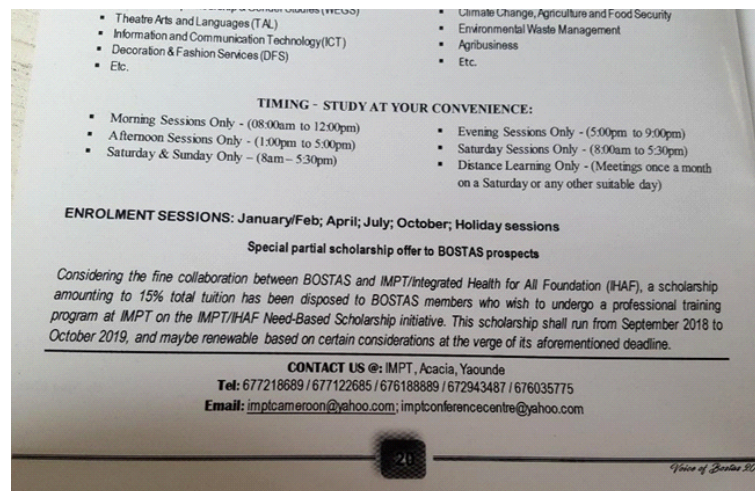 Studies (WEGS)
Theatre Arts and Languages (TAL)
Information and Communication Technology(ICT)
Decoration & Fashion Services (DFS)
Etc.
Climate Change, Agriculture and Food Security
Environmental Waste Management
Agribusiness
Etc.
TIMING - STUDY AT YOUR CONVENIENCE:
Morning Sessions Only - (08:00am to 12:00pm)
Afternoon Sessions Only - (1:00pm to 5:00pm)
Saturday & Sunday Only – (8am – 5:30pm)
Evening Sessions Only - (5:00pm to 9:00pm)
Saturday Sessions Only - (8:00am to 5:30pm)
Distance Learning Only - (Meetings once a month
on a Saturday or any other suitable day)
ENROLMENT SESSIONS: January/Feb; April; July; October; Holiday sessions
Special partial scholarship offer to BOSTAS prospects
Considering the fine collaboration between BOSTAS and IMPT/Integrated Health for All Foundation (IHAF), a scholarship
amounting to 15% total tuition has been disposed to BOSTAS members who wish to undergo a professional training
program at IMPT on the IMPT/IHAF Need-Based Scholarship initiative. This scholarship shall run from September 2018 to
October 2019, and maybe renewable based on certain considerations at the verge of its aforementioned deadline.
CONTACT US @: IMPT, Acacia, Yaounde
Tel: 677218689 / 677122685 / 676188889 / 672943487 / 676035775
Email: imptcameroon@yahoo.com; imptconferencecentre@yahoo.com
20
Voice of Bostas